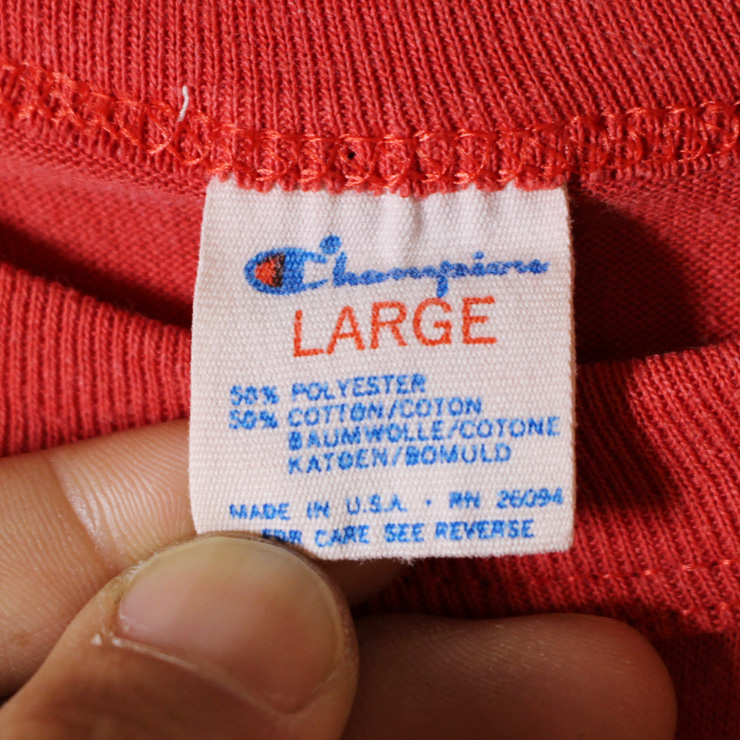 Champion
LARGE
50% POLYESTER
50% COTTON/COTON
BAUMWOLLE/COTONE
KATOEN/BOMULD
MADE IN U.S.A. · RN 26094
FOR CARE SEE REVERSE